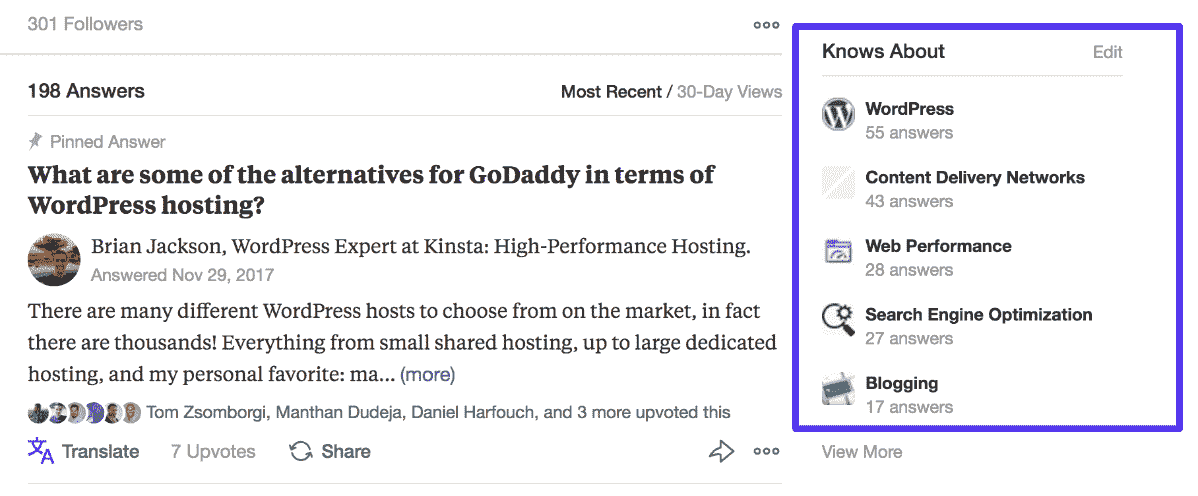 301 Followers
198 Answers
Most Recent / 30-Day Views
Pinned Answer
What are some of the alternatives for GoDaddy in terms of
WordPress hosting?
Brian Jackson, WordPress Expert at Kinsta: High-Performance Hosting.
Answered Nov 29, 2017
There are many different WordPress hosts to choose from on the market, in fact
there are thousands! Everything from small shared hosting, up to large dedicated
hosting, and my personal favorite: ma... (more)
Tom Zsomborgi, Manthan Dudeja, Daniel Harfouch, and 3 more upvoted this
Translate
7 Upvotes
Share
Knows About
Edit
WordPress
55 answers
Content Delivery Networks
43 answers
Web Performance
28 answers
Search Engine Optimization
27 answers
Blogging
17 answers
View More